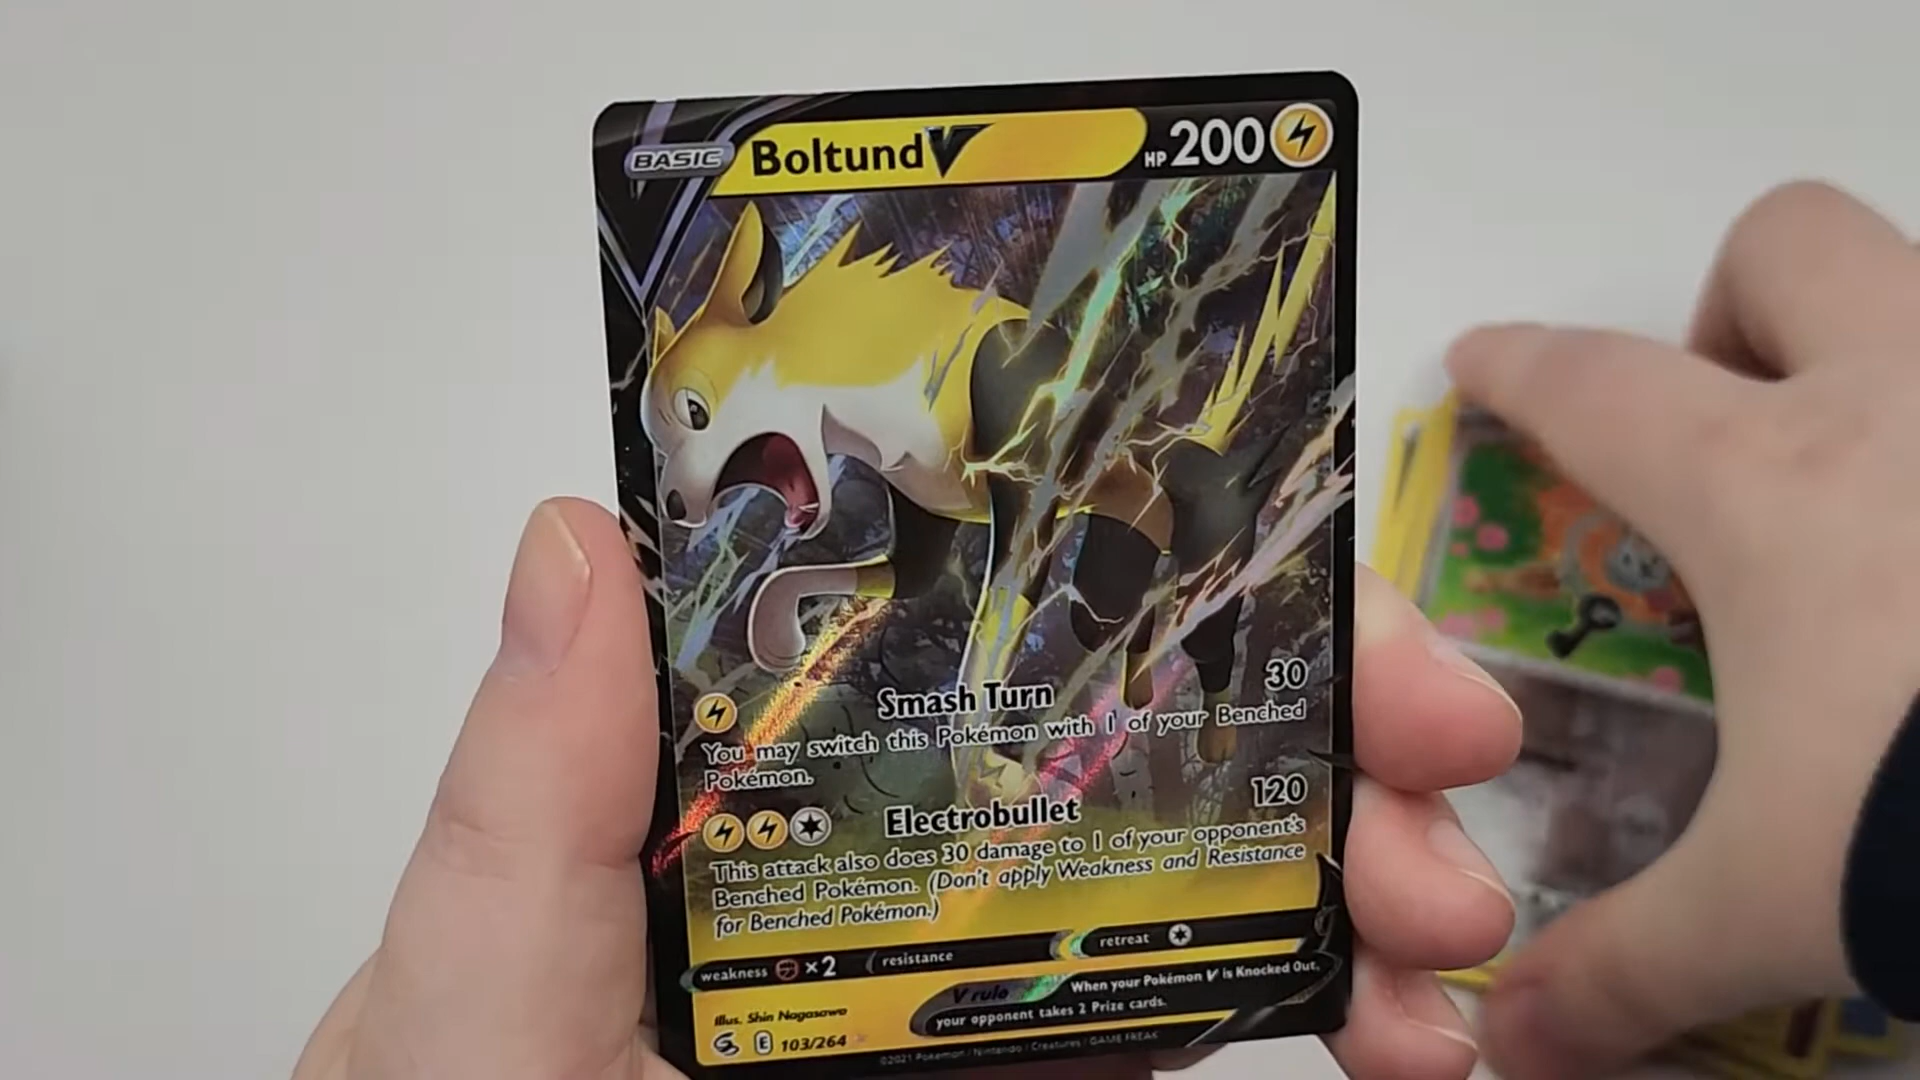 BASIC Boltund V HP 200
Smash Turn 30
You may switch this Pokémon with 1 of your Benched
Pokémon.
Electrobullet 120
This attack also does 30 damage to 1 of your opponent's
Benched Pokémon. (Don't apply Weakness and Resistance
for Benched Pokémon.)
weakness ×2 resistance retreat
V rule When your Pokémon V is Knocked Out,
your opponent takes 2 Prize cards.
Illus. Shin Nagasawa
E 103/264
©2021 Pokémon / Nintendo / Creatures / GAME FREAK